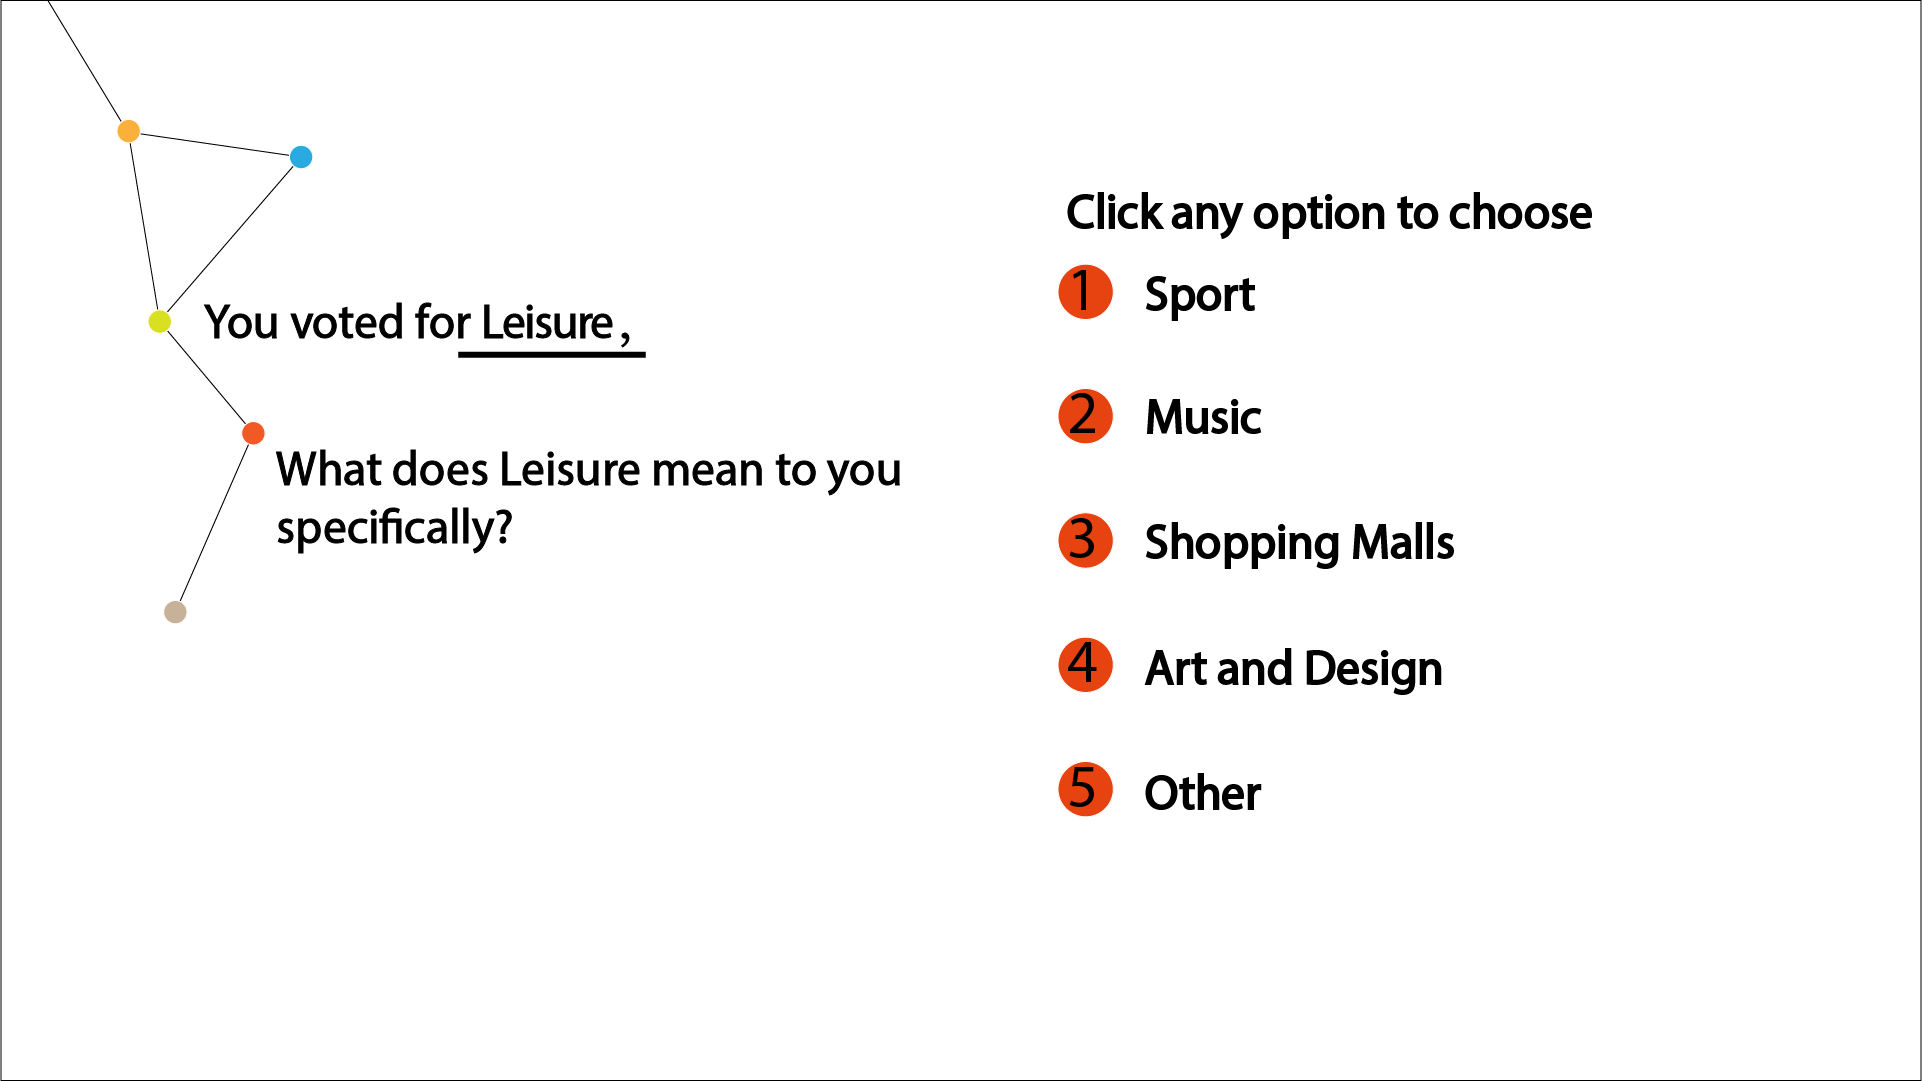 You voted for Leisure,
What does Leisure mean to you
specifically?
Click any option to choose
1 Sport
2 Music
3 Shopping Malls
4 Art and Design
5 Other